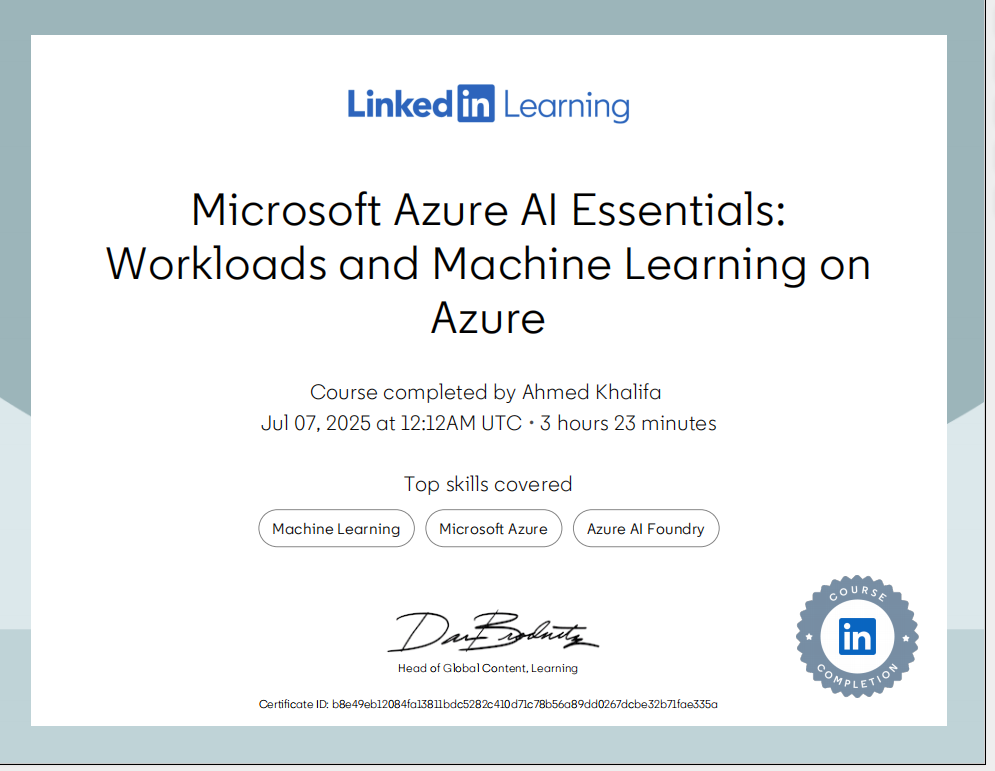 Linked in Learning
Microsoft Azure AI Essentials:
Workloads and Machine Learning on
Azure
Course completed by Ahmed Khalifa
Jul 07, 2025 at 12:12AM UTC • 3 hours 23 minutes
Top skills covered
Machine Learning Microsoft Azure Azure AI Foundry
Head of Global Content, Learning
COURSE
in
COMPLETION
Certificate ID: b8e49eb12084fa13811bdc5282c410d71c78b56a89dd0267dcbe32b71fae335a